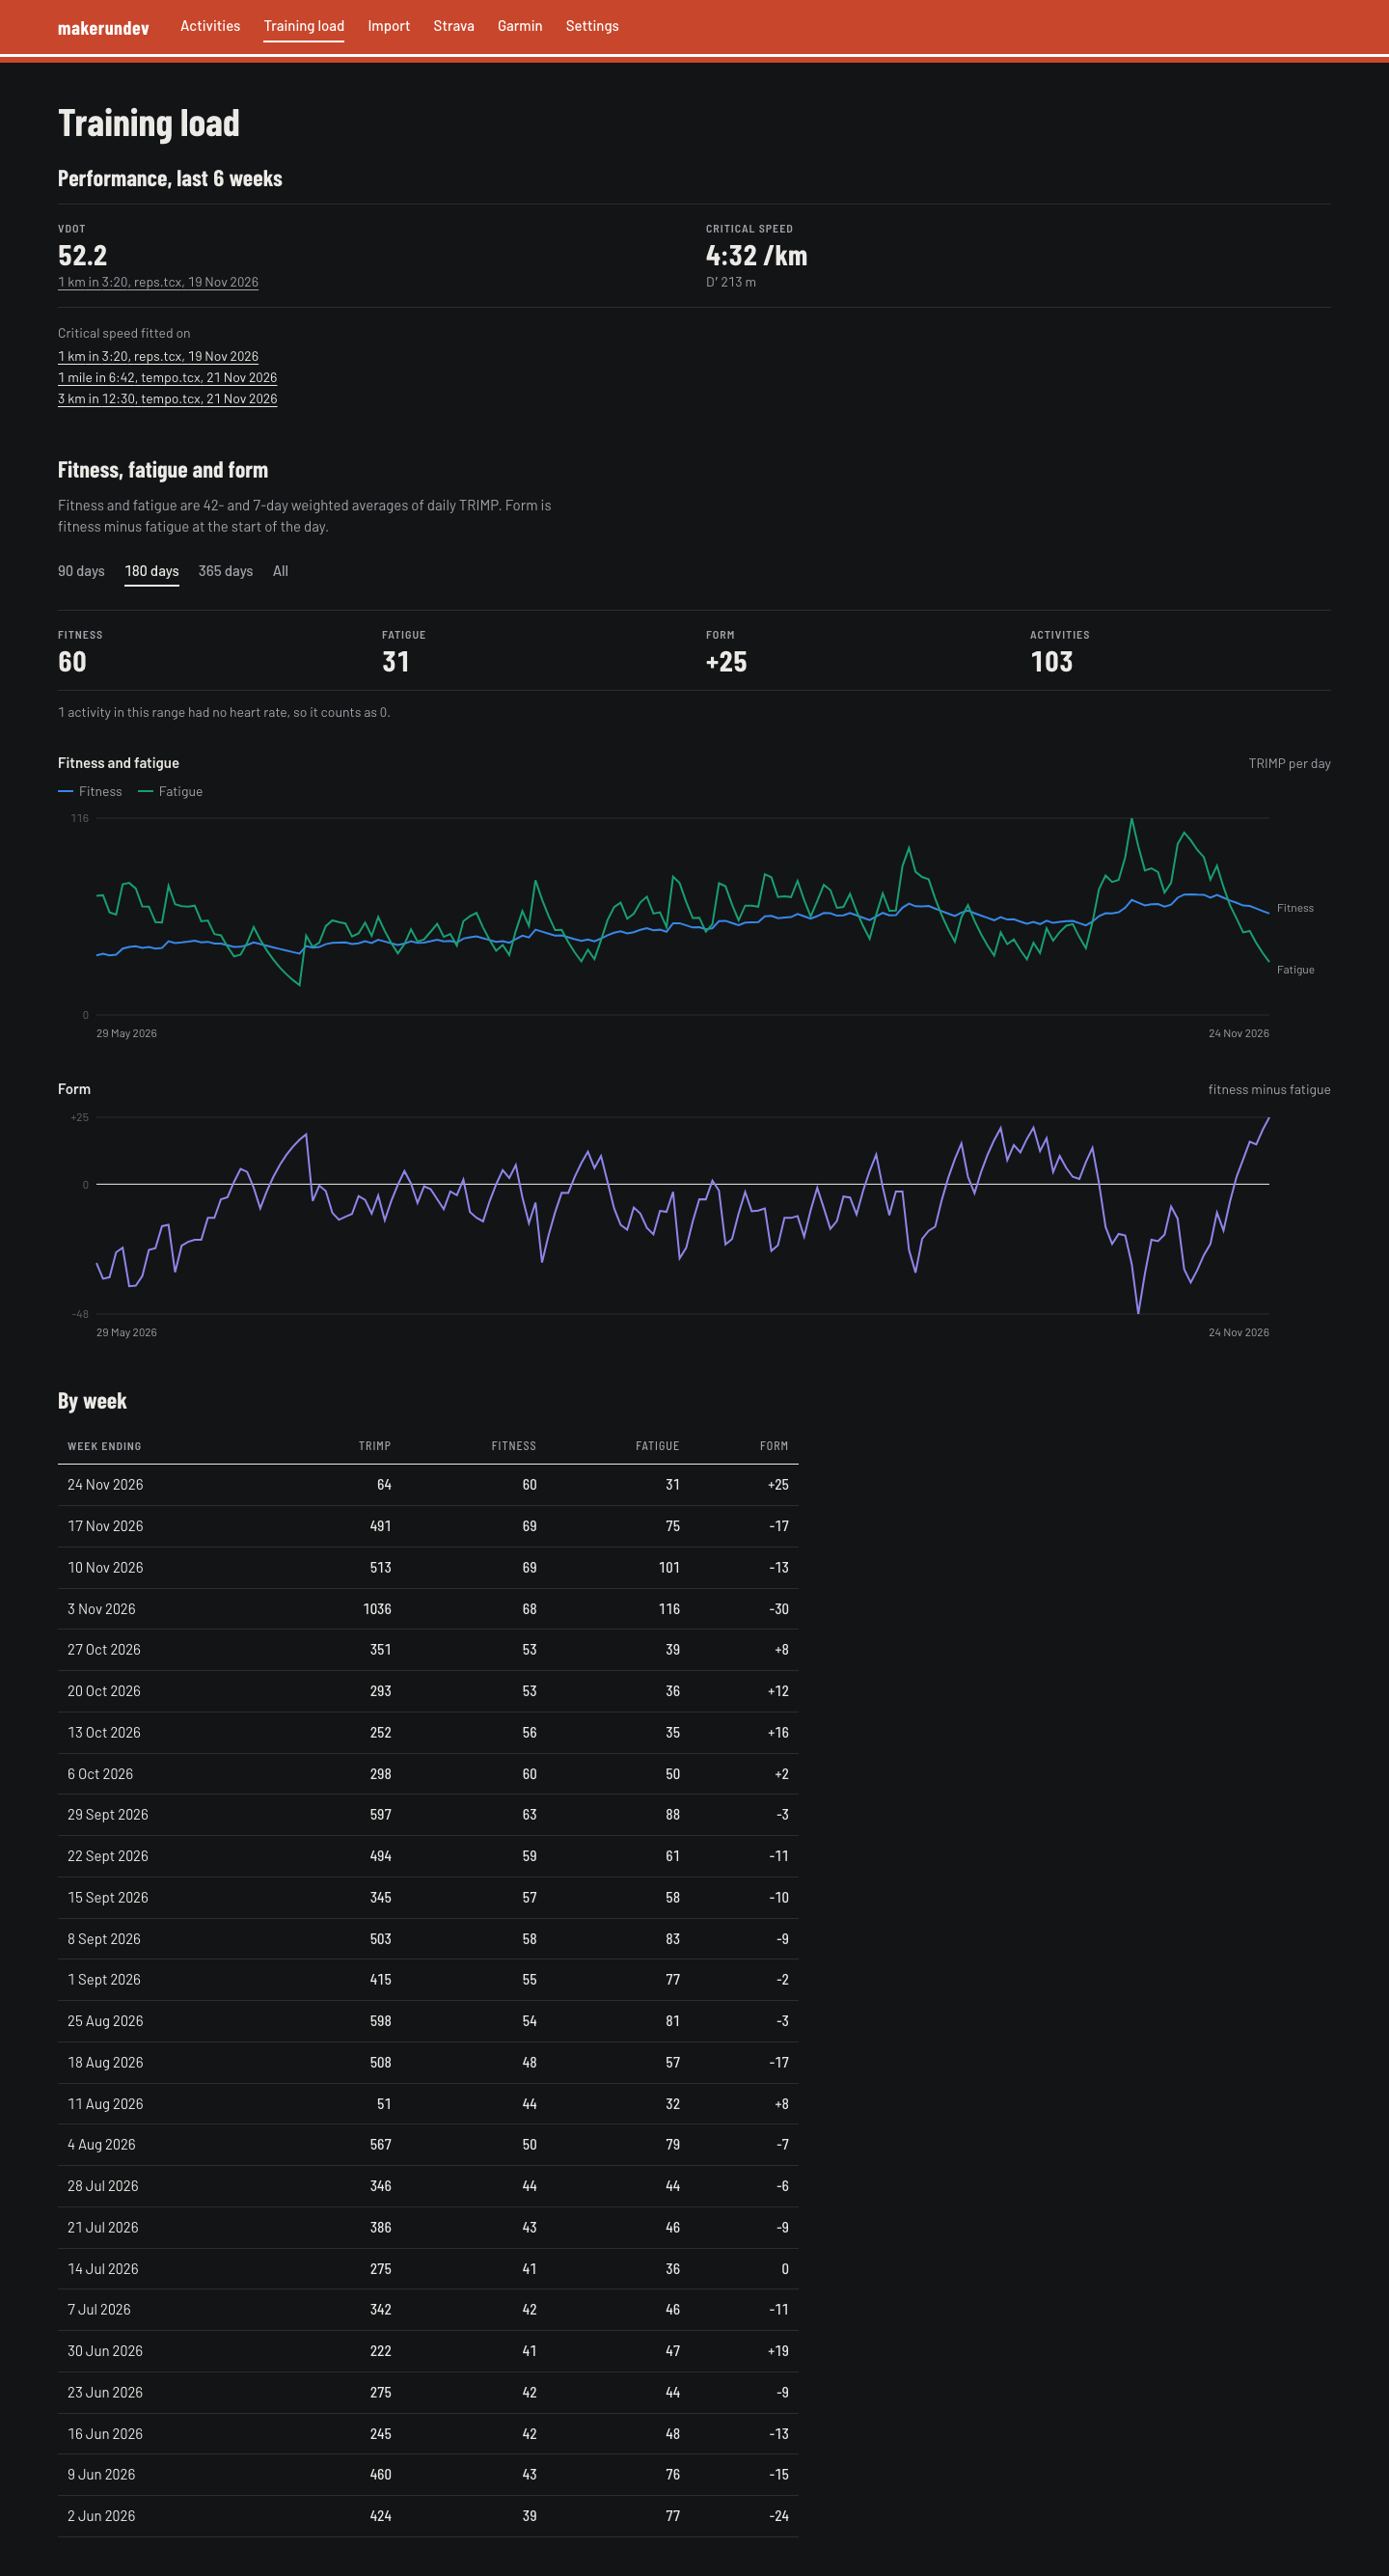 makerundev Activities Training load Import Strava Garmin Settings
Training load
Performance, last 6 weeks
VDOT CRITICAL SPEED
52.2 4:32 /km
1 km in 3:20, reps.tcx, 19 Nov 2026 D′ 213 m
Critical speed fitted on
1 km in 3:20, reps.tcx, 19 Nov 2026
1 mile in 6:42, tempo.tcx, 21 Nov 2026
3 km in 12:30, tempo.tcx, 21 Nov 2026
Fitness, fatigue and form
Fitness and fatigue are 42- and 7-day weighted averages of daily TRIMP. Form is
fitness minus fatigue at the start of the day.
90 days 180 days 365 days All
FITNESS FATIGUE FORM ACTIVITIES
60 31 +25 103
1 activity in this range had no heart rate, so it counts as 0.
Fitness and fatigue TRIMP per day
Fitness Fatigue
116
Fitness
Fatigue
0
29 May 2026 24 Nov 2026
Form fitness minus fatigue
+25
0
-48
29 May 2026 24 Nov 2026
By week
WEEK ENDING TRIMP FITNESS FATIGUE FORM
24 Nov 2026 64 60 31 +25
17 Nov 2026 491 69 75 -17
10 Nov 2026 513 69 101 -13
3 Nov 2026 1036 68 116 -30
27 Oct 2026 351 53 39 +8
20 Oct 2026 293 53 36 +12
13 Oct 2026 252 56 35 +16
6 Oct 2026 298 60 50 +2
29 Sept 2026 597 63 88 -3
22 Sept 2026 494 59 61 -11
15 Sept 2026 345 57 58 -10
8 Sept 2026 503 58 83 -9
1 Sept 2026 415 55 77 -2
25 Aug 2026 598 54 81 -3
18 Aug 2026 508 48 57 -17
11 Aug 2026 51 44 32 +8
4 Aug 2026 567 50 79 -7
28 Jul 2026 346 44 44 -6
21 Jul 2026 386 43 46 -9
14 Jul 2026 275 41 36 0
7 Jul 2026 342 42 46 -11
30 Jun 2026 222 41 47 +19
23 Jun 2026 275 42 44 -9
16 Jun 2026 245 42 48 -13
9 Jun 2026 460 43 76 -15
2 Jun 2026 424 39 77 -24